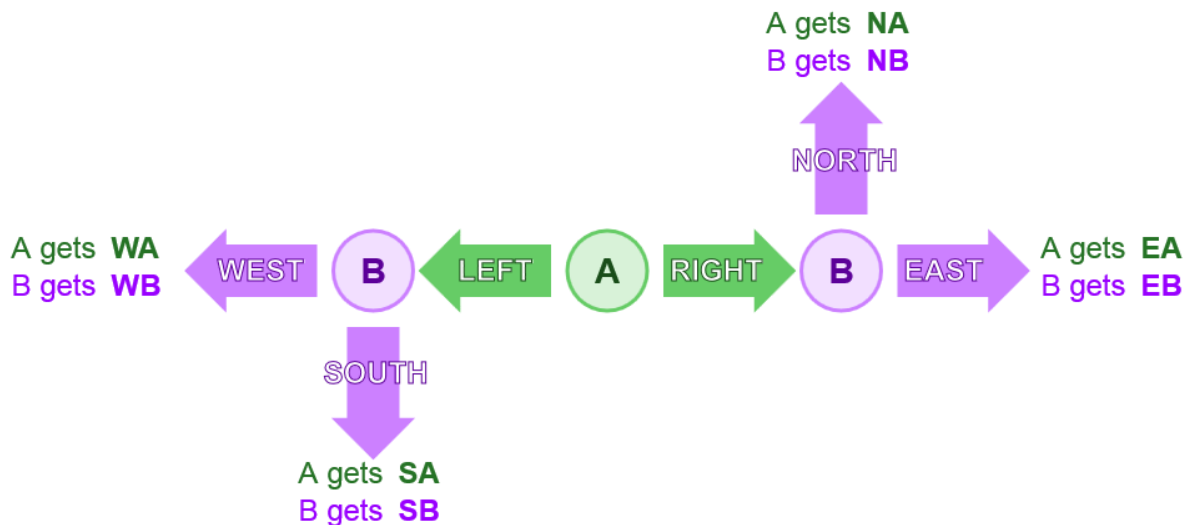 A gets NA
B gets NB
NORTH
A gets WA
B gets WB
WEST
B
LEFT
A
RIGHT
B
EAST
A gets EA
B gets EB
SOUTH
A gets SA
B gets SB